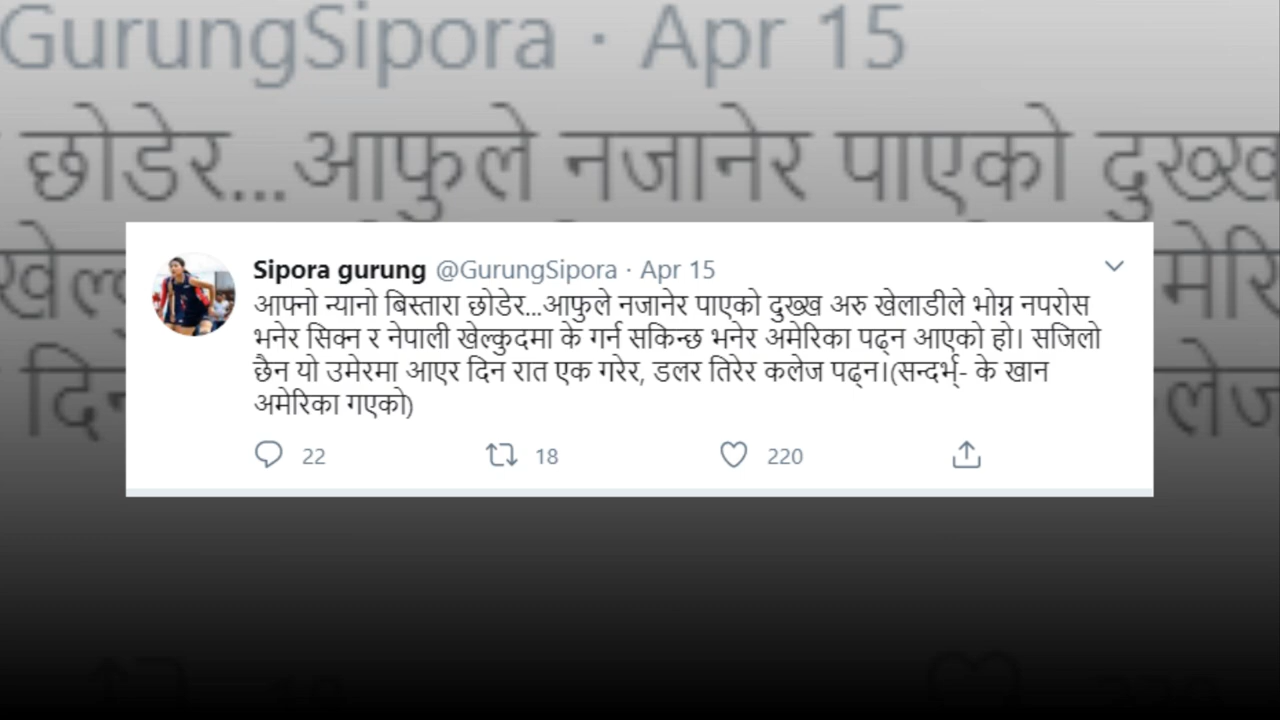 GurungSipora · Apr 15
छोडेर...आफुले नजानेर पाएको दुख्ख
Sipora gurung @GurungSipora · Apr 15
आफ्नो न्यानो बिस्तारा छोडेर...आफुले नजानेर पाएको दुख्ख अरु खेलाडीले भोग्न नपरोस
भनेर सिक्न र नेपाली खेल्कुदमा के गर्न सकिन्छ भनेर अमेरिका पढ्न आएको हो। सजिलो
छैन यो उमेरमा आएर दिन रात एक गरेर, डलर तिरेर कलेज पढ्न।(सन्दर्भ्- के खान
अमेरिका गएको)
22 18 220